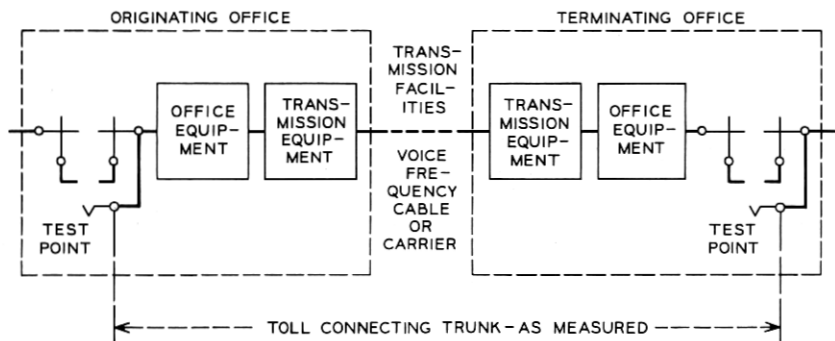 ORIGINATING OFFICE
TERMINATING OFFICE
TRANS-
MISSION
FACIL-
ITIES
OFFICE
EQUIP-
MENT
TRANS-
MISSION
EQUIP-
MENT
TRANS-
MISSION
EQUIP-
MENT
OFFICE
EQUIP-
MENT
VOICE
FRE-
QUENCY
CABLE
OR
CARRIER
TEST
POINT
TEST
POINT
TOLL CONNECTING TRUNK-AS MEASURED